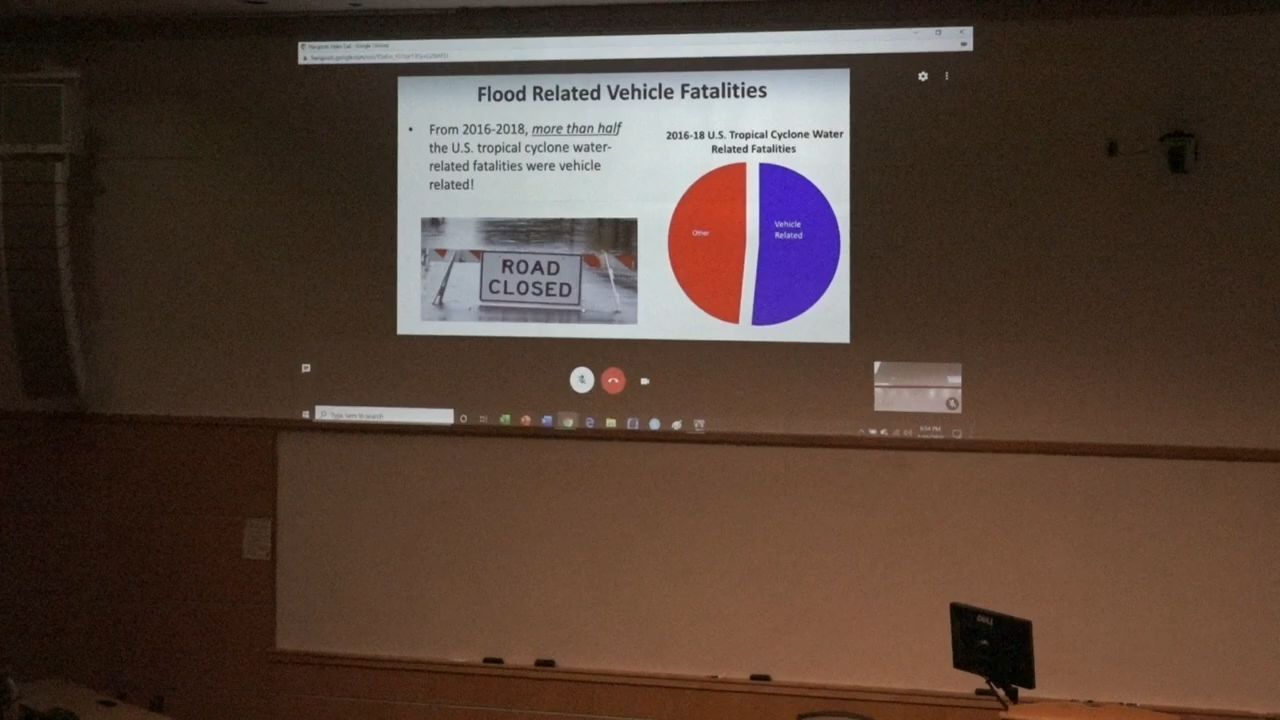 Flood Related Vehicle Fatalities
• From 2016-2018, more than half
the U.S. tropical cyclone water-
related fatalities were vehicle
related!
2016-18 U.S. Tropical Cyclone Water
Related Fatalities
Other
Vehicle
Related
ROAD
CLOSED